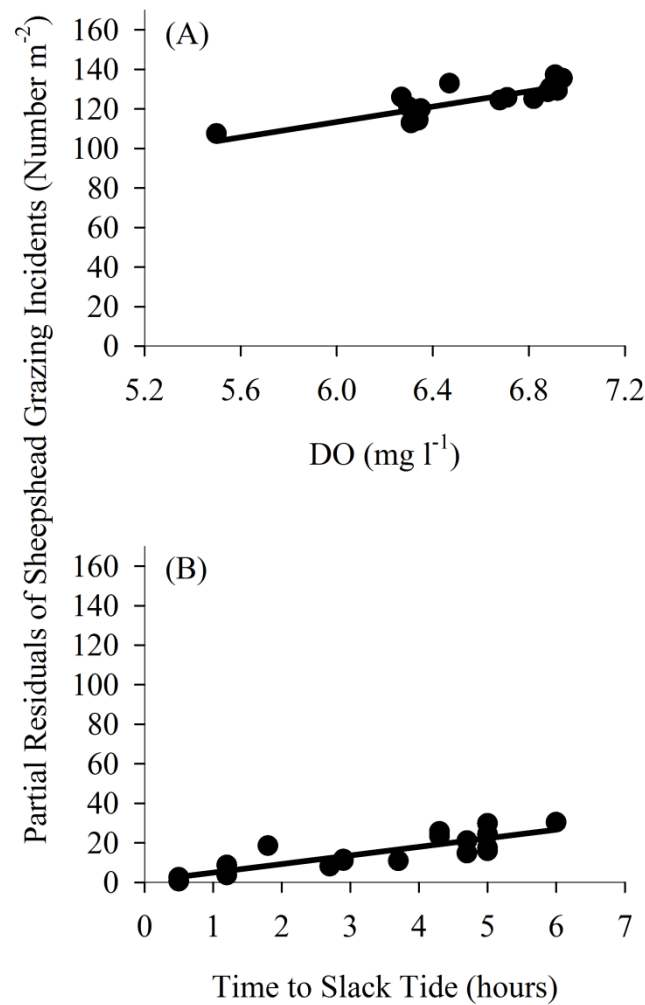 Partial Residuals of Sheepshead Grazing Incidents (Number m⁻²)
(A)
160
140
120
100
80
60
40
20
0
5.2 5.6 6.0 6.4 6.8 7.2
DO (mg l⁻¹)
(B)
160
140
120
100
80
60
40
20
0
0 1 2 3 4 5 6 7
Time to Slack Tide (hours)